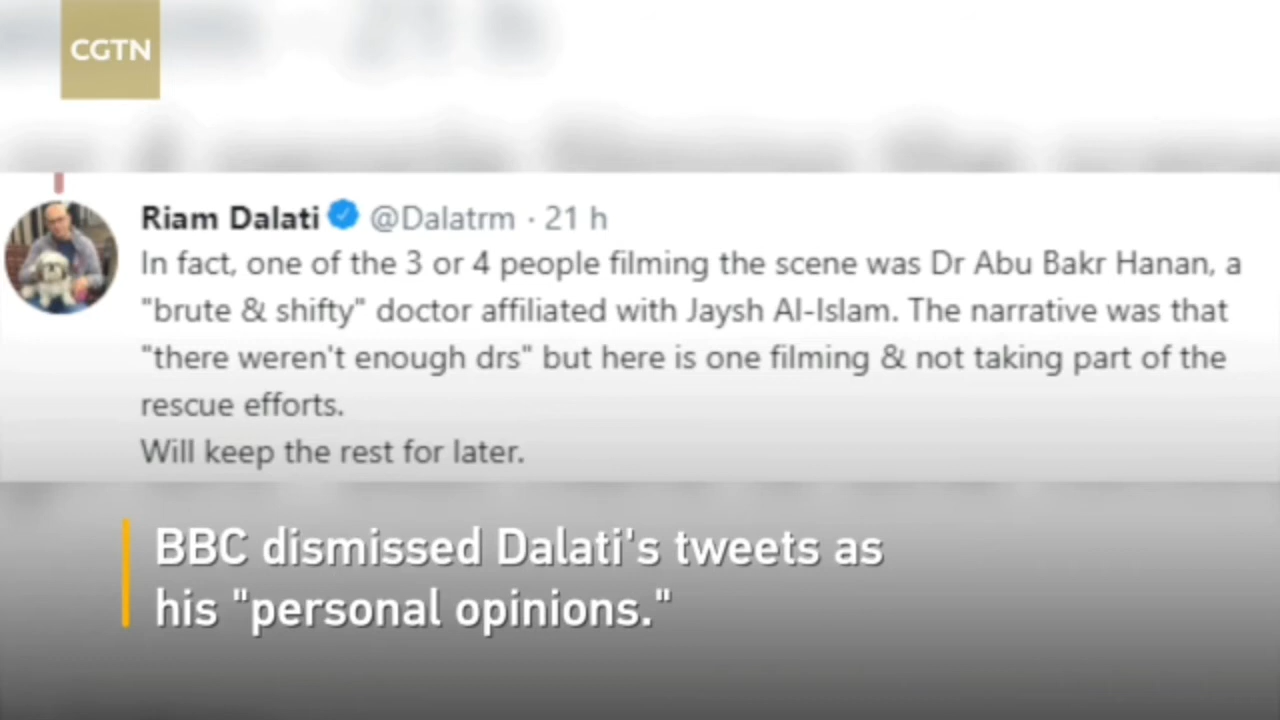 CGTN
Riam Dalati @Dalatrm · 21 h
In fact, one of the 3 or 4 people filming the scene was Dr Abu Bakr Hanan, a
"brute & shifty" doctor affiliated with Jaysh Al-Islam. The narrative was that
"there weren't enough drs" but here is one filming & not taking part of the
rescue efforts.
Will keep the rest for later.
BBC dismissed Dalati's tweets as
his "personal opinions."